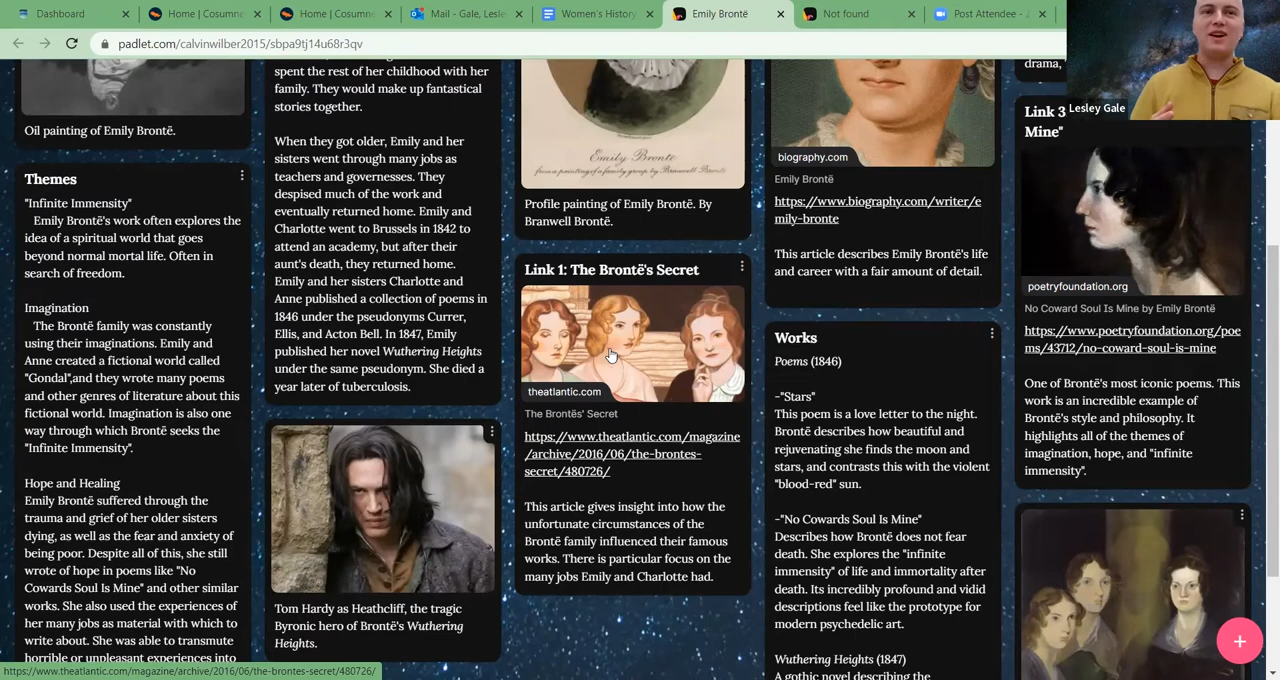 Dashboard
Home | Cosumne
Home | Cosumne
Mail - Gale, Lesle
Women's History
Emily Brontë
Not found
Post Attendee -
padlet.com/calvinwilber2015/sbpa9tj14u68r3qv
Lesley Gale
Oil painting of Emily Brontë.
Themes
"Infinite Immensity"
Emily Brontë's work often explores the
idea of a spiritual world that goes
beyond normal mortal life. Often in
search of freedom.
Imagination
The Brontë family was constantly
using their imaginations. Emily and
Anne created a fictional world called
"Gondal",and they wrote many poems
and other genres of literature about this
fictional world. Imagination is also one
way through which Brontë seeks the
"Infinite Immensity".
Hope and Healing
Emily Brontë suffered through the
trauma and grief of her older sisters
dying, as well as the fear and anxiety of
being poor. Despite all of this, she still
wrote of hope in poems like "No
Cowards Soul Is Mine" and other similar
works. She also used the experiences of
her many jobs as material with which to
write about. She was able to transmute
horrible or unpleasant experiences into
https://www.theatlantic.com/magazine/archive/2016/06/the-brontes-secret/480726/
spent the rest of her childhood with her
family. They would make up fantastical
stories together.
When they got older, Emily and her
sisters went through many jobs as
teachers and governesses. They
despised much of the work and
eventually returned home. Emily and
Charlotte went to Brussels in 1842 to
attend an academy, but after their
aunt's death, they returned home.
Emily and her sisters Charlotte and
Anne published a collection of poems in
1846 under the pseudonyms Currer,
Ellis, and Acton Bell. In 1847, Emily
published her novel Wuthering Heights
under the same pseudonym. She died a
year later of tuberculosis.
Tom Hardy as Heathcliff, the tragic
Byronic hero of Brontë's Wuthering
Heights.
Emily Brontë
from a painting of a family group, by Branwell Brontë
Profile painting of Emily Brontë. By
Branwell Brontë.
Link 1: The Brontë's Secret
theatlantic.com
The Brontës' Secret
https://www.theatlantic.com/magazine
/archive/2016/06/the-brontes-
secret/480726/
This article gives insight into how the
unfortunate circumstances of the
Brontë family influenced their famous
works. There is particular focus on the
many jobs Emily and Charlotte had.
biography.com
Emily Brontë
https://www.biography.com/writer/e
mily-bronte
This article describes Emily Brontë's life
and career with a fair amount of detail.
Works
Poems (1846)
-"Stars"
This poem is a love letter to the night.
Brontë describes how beautiful and
rejuvenating she finds the moon and
stars, and contrasts this with the violent
"blood-red" sun.
-"No Cowards Soul Is Mine"
Describes how Brontë does not fear
death. She explores the "infinite
immensity" of life and immortality after
death. Its incredibly profound and vidid
descriptions feel like the prototype for
modern psychedelic art.
Wuthering Heights (1847)
A gothic novel describing the
drama,
Link 3
Mine"
poetryfoundation.org
No Coward Soul Is Mine by Emily Brontë
https://www.poetryfoundation.org/poe
ms/43712/no-coward-soul-is-mine
One of Brontë's most iconic poems. This
work is an incredible example of
Brontë's style and philosophy. It
highlights all of the themes of
imagination, hope, and "infinite
immensity".